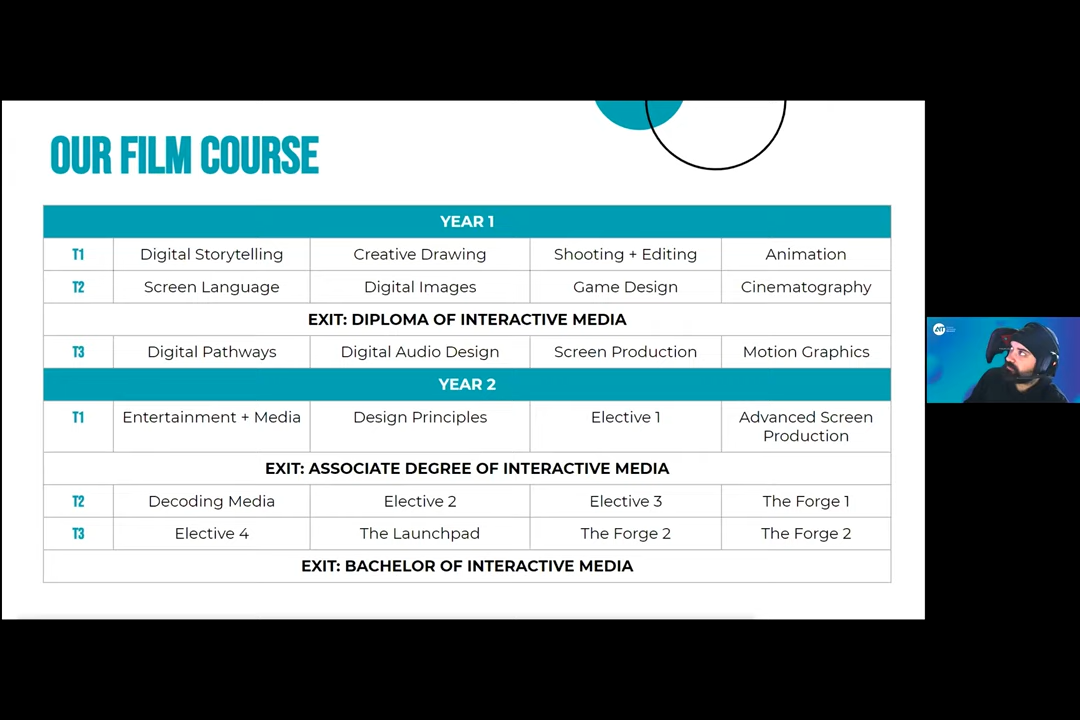 OUR FILM COURSE
YEAR 1
T1 Digital Storytelling Creative Drawing Shooting + Editing Animation
T2 Screen Language Digital Images Game Design Cinematography
EXIT: DIPLOMA OF INTERACTIVE MEDIA
T3 Digital Pathways Digital Audio Design Screen Production Motion Graphics
YEAR 2
T1 Entertainment + Media Design Principles Elective 1 Advanced Screen
Production
EXIT: ASSOCIATE DEGREE OF INTERACTIVE MEDIA
T2 Decoding Media Elective 2 Elective 3 The Forge 1
T3 Elective 4 The Launchpad The Forge 2 The Forge 2
EXIT: BACHELOR OF INTERACTIVE MEDIA